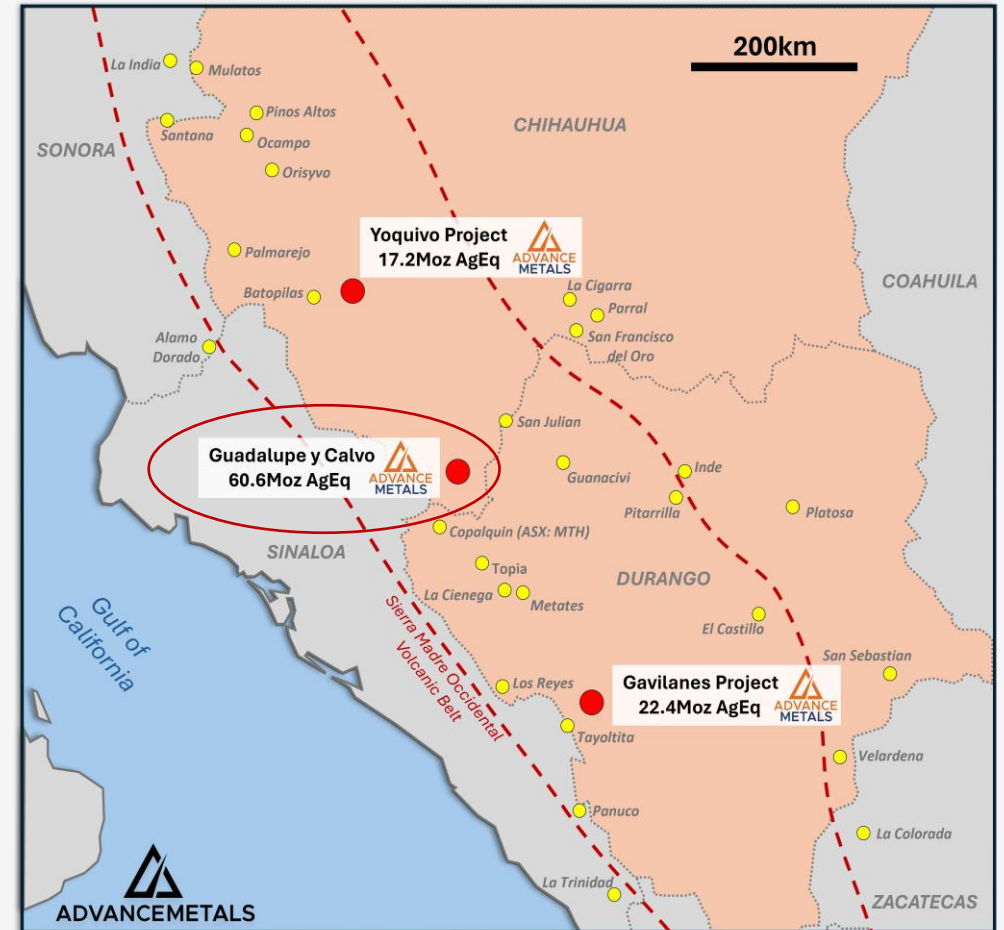 200km
La India
Mulatos
Pinos Altos
Santana
Ocampo
Orisyvo
SONORA
CHIHAUHUA
Yoquivo Project
17.2Moz AgEq
ADVANCE
METALS
Palmarejo
COAHUILA
Batopilas
La Cigarra
Parral
San Francisco
del Oro
Alamo
Dorado
San Julian
Guadalupe y Calvo
60.6Moz AgEq
ADVANCE
METALS
Guanacivi
Inde
Pitarrilla
Platosa
Copalquin (ASX: MTH)
SINALOA
Topia
DURANGO
La Cienega
Metates
El Castillo
Gulf of
California
Sierra Madre Occidental
Volcanic Belt
San Sebastian
Los Reyes
Gavilanes Project
22.4Moz AgEq
ADVANCE
METALS
Tayoltita
Velardena
Panuco
La Colorada
La Trinidad
ZACATECAS
ADVANCEMETALS